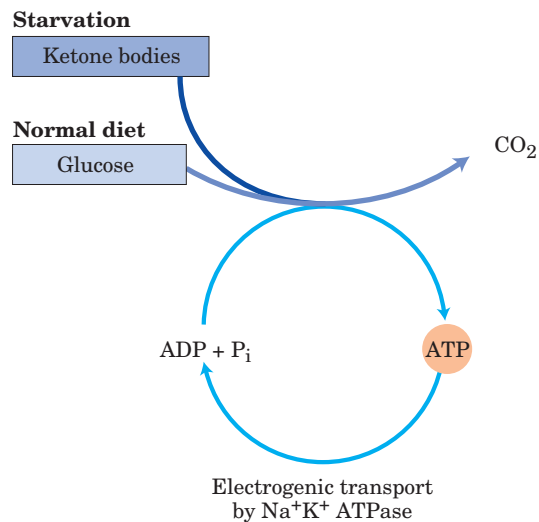 Starvation
Ketone bodies
Normal diet
Glucose
CO₂
ADP + Pᵢ
ATP
Electrogenic transport
by Na⁺K⁺ ATPase